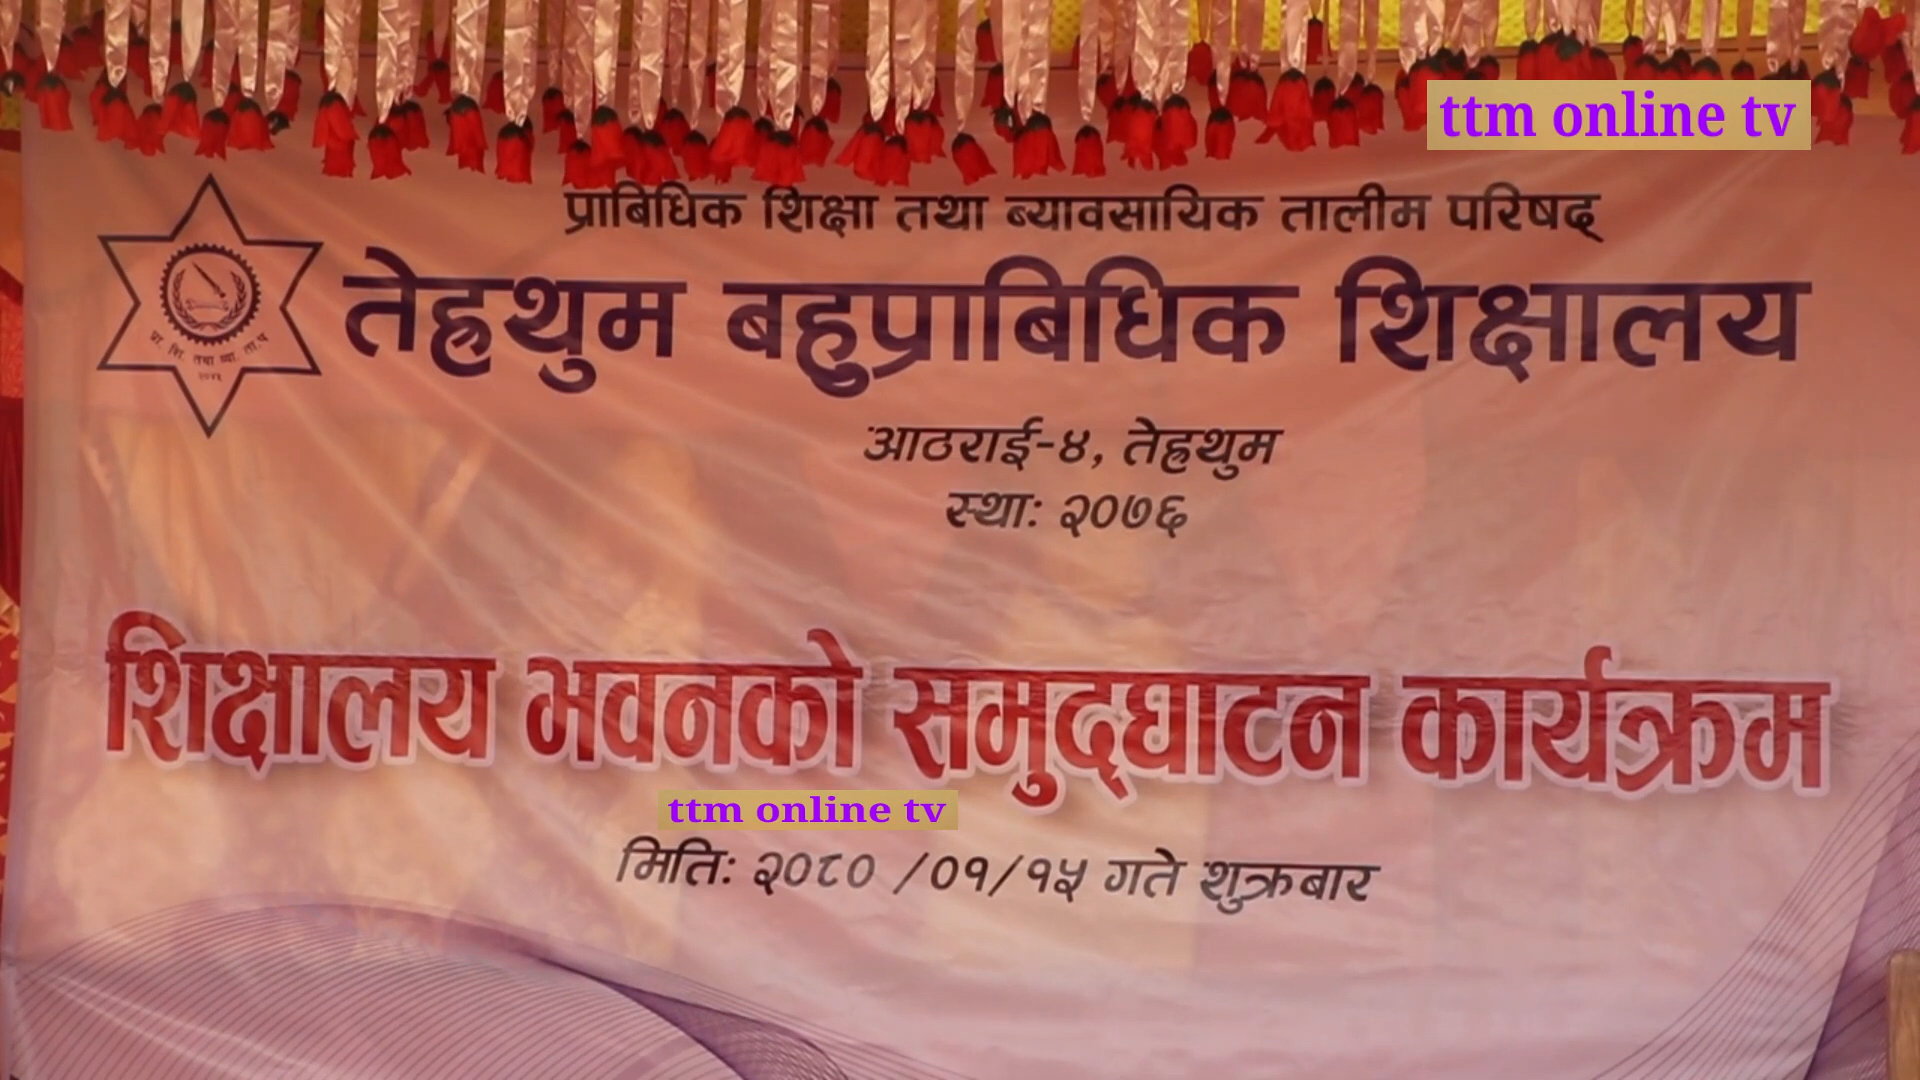 ttm online tv
प्राबिधिक शिक्षा तथा ब्यावसायिक तालीम परिषद्
तेह्रथुम बहुप्राबिधिक शिक्षालय
प्रा. शि. तथा व्या. ता.प
आठराई-४, तेह्रथुम
स्था: २०७६
शिक्षालय भवनको समुद्घाटन कार्यक्रम
ttm online tv
मिति: २०८० /०१/१५ गते शुक्रबार